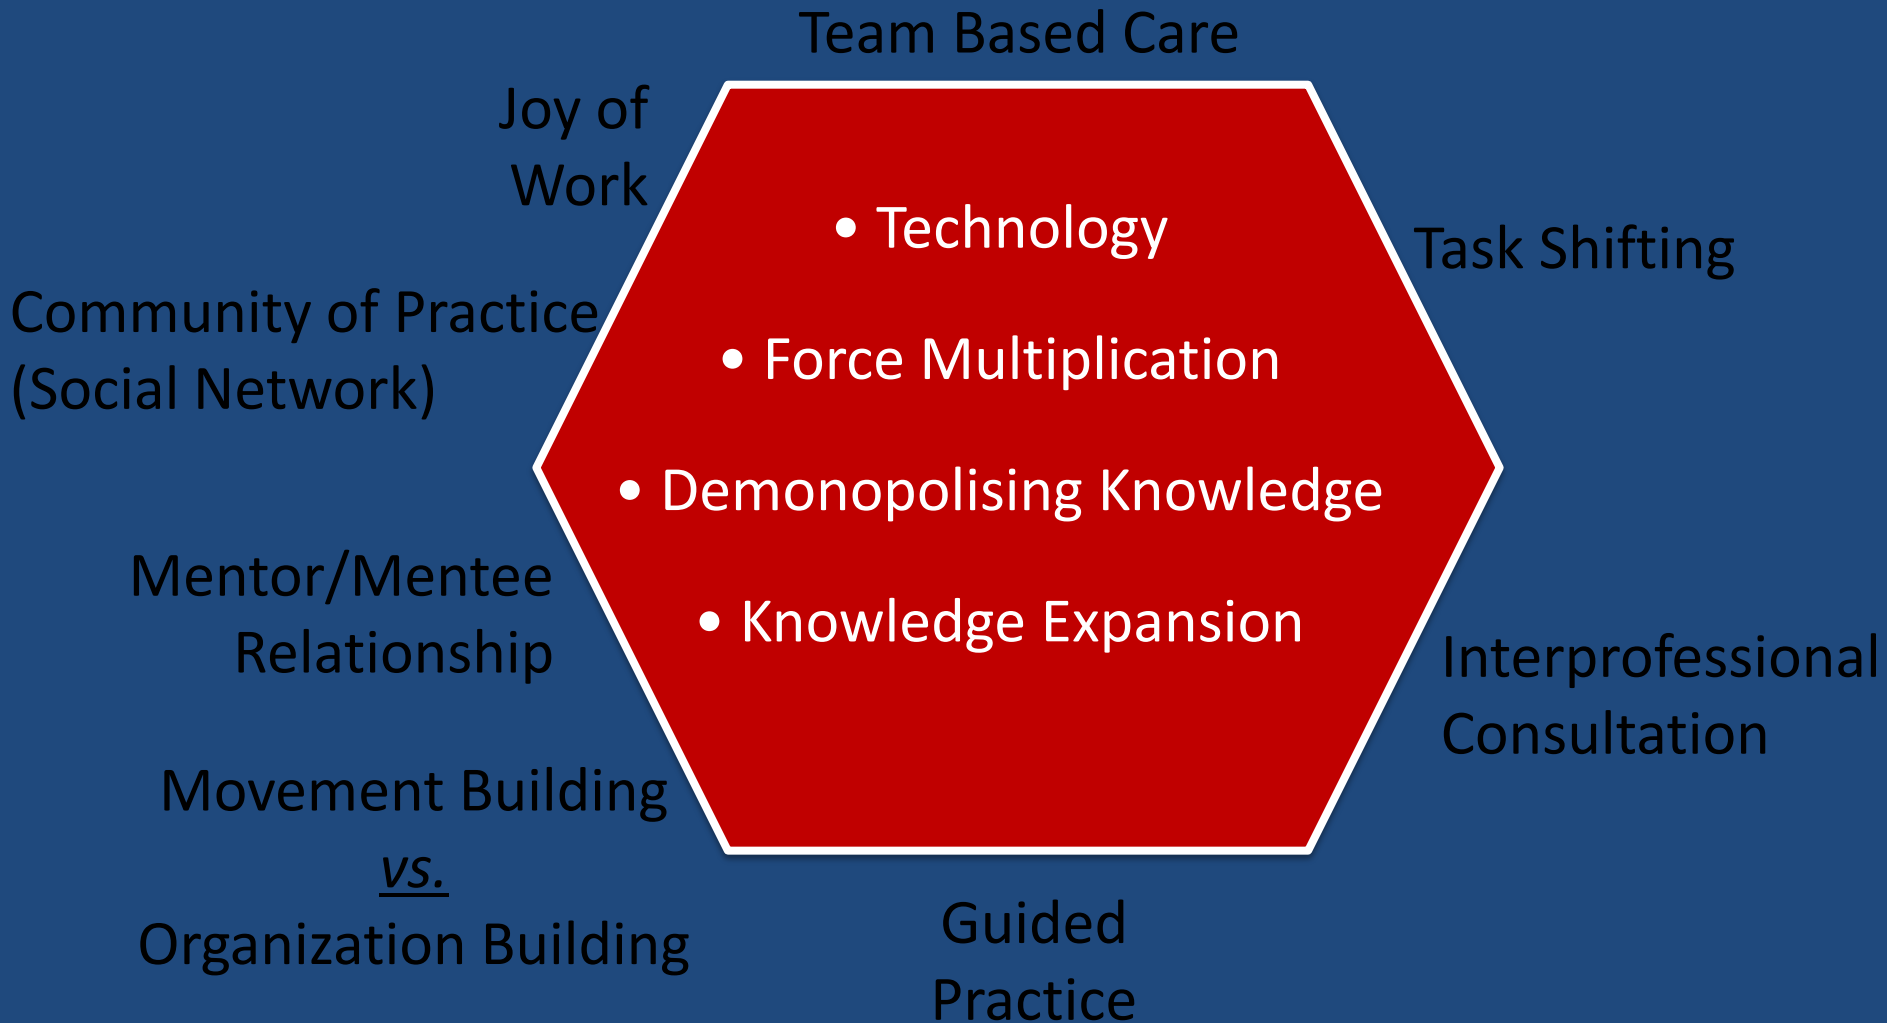 Team Based Care
Joy of
Work
• Technology
Task Shifting
Community of Practice
(Social Network)
• Force Multiplication
• Demonopolising Knowledge
Mentor/Mentee
Relationship
• Knowledge Expansion
Interprofessional
Consultation
Movement Building
vs.
Organization Building
Guided
Practice